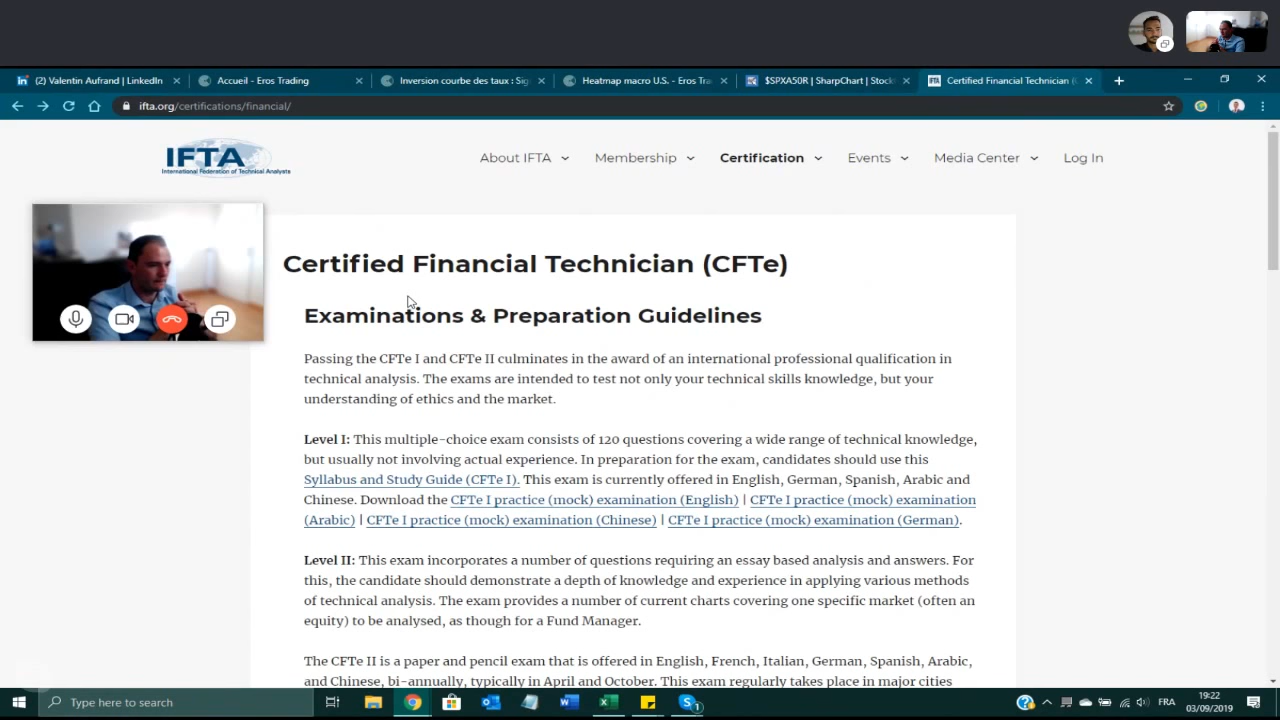 (2) Valentin Aufrand | LinkedIn
Accueil - Eros Trading
Inversion courbe des taux : Sig
Heatmap macro U.S. - Eros Tra
$SPXA50R | SharpChart | Stock
Certified Financial Technician (
ifta.org/certifications/financial/
IFTA
International Federation of Technical Analysts
About IFTA
Membership
Certification
Events
Media Center
Log In
Certified Financial Technician (CFTe)
Examinations & Preparation Guidelines
Passing the CFTe I and CFTe II culminates in the award of an international professional qualification in
technical analysis. The exams are intended to test not only your technical skills knowledge, but your
understanding of ethics and the market.
Level I: This multiple-choice exam consists of 120 questions covering a wide range of technical knowledge,
but usually not involving actual experience. In preparation for the exam, candidates should use this
Syllabus and Study Guide (CFTe I). This exam is currently offered in English, German, Spanish, Arabic and
Chinese. Download the CFTe I practice (mock) examination (English) | CFTe I practice (mock) examination
(Arabic) | CFTe I practice (mock) examination (Chinese) | CFTe I practice (mock) examination (German).
Level II: This exam incorporates a number of questions requiring an essay based analysis and answers. For
this, the candidate should demonstrate a depth of knowledge and experience in applying various methods
of technical analysis. The exam provides a number of current charts covering one specific market (often an
equity) to be analysed, as though for a Fund Manager.
The CFTe II is a paper and pencil exam that is offered in English, French, Italian, German, Spanish, Arabic,
and Chinese, bi-annually, typically in April and October. This exam regularly takes place in major cities
Type here to search
FRA
19:22
03/09/2019